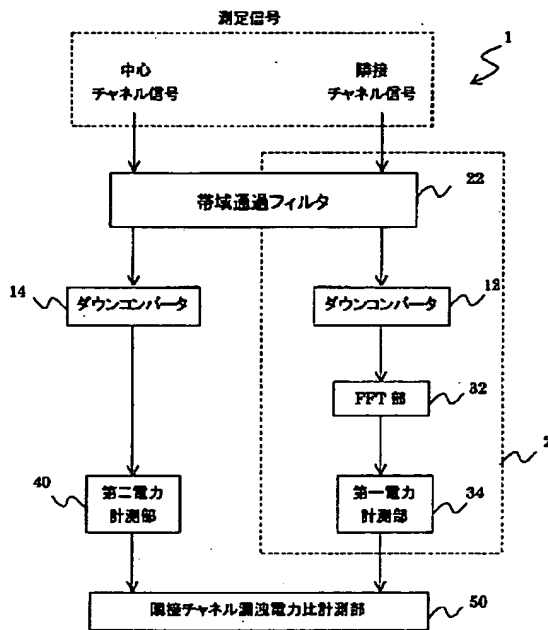 測定信号
1
中心
チャネル信号
隣接
チャネル信号
22
帯域通過フィルタ
14
ダウンコンバータ
12
ダウンコンバータ
32
FFT 部
2
40
第二電力
計測部
第一電力
計測部
34
隣接チャネル漏洩電力比計測部
50